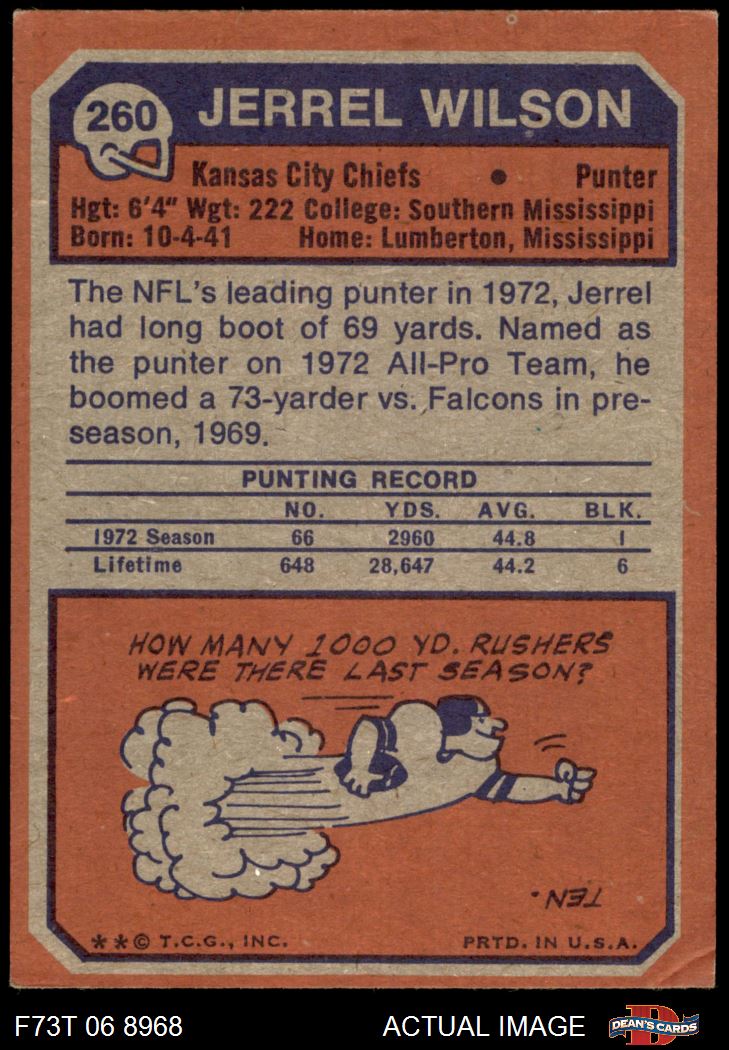 260
JERREL WILSON
Kansas City Chiefs • Punter
Hgt: 6'4" Wgt: 222 College: Southern Mississippi
Born: 10-4-41 Home: Lumberton, Mississippi
The NFL's leading punter in 1972, Jerrel
had long boot of 69 yards. Named as
the punter on 1972 All-Pro Team, he
boomed a 73-yarder vs. Falcons in pre-
season, 1969.
PUNTING RECORD
NO. YDS. AVG. BLK.
1972 Season 66 2960 44.8 1
Lifetime 648 28,647 44.2 6
HOW MANY 1000 YD. RUSHERS
WERE THERE LAST SEASON?
TEN.
**© T.C.G., INC. PRTD. IN U.S.A.
F73T 06 8968 ACTUAL IMAGE D DEAN'S CARDS